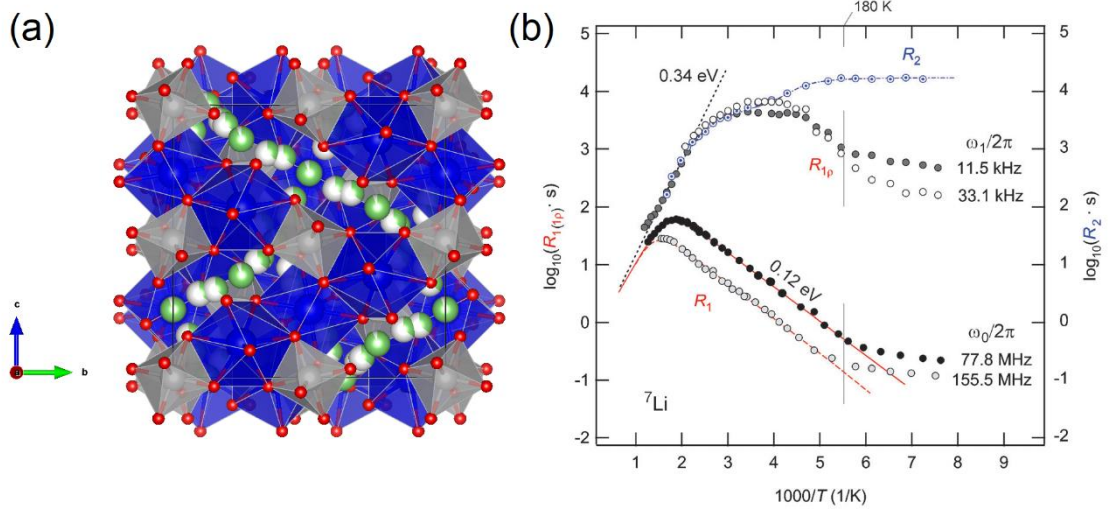 (a)
c
b
(b)
180 K
5
4
3
2
1
0
-1
-2
log₁₀(R₁₍₁ρ₎· s)
0.34 eV
R₂
R₁ρ
ω₁/2π
11.5 kHz
33.1 kHz
0.12 eV
R₁
ω₀/2π
77.8 MHz
155.5 MHz
⁷Li
1 2 3 4 5 6 7 8 9
1000/T (1/K)
5
4
3
2
1
0
-1
-2
log₁₀(R₂· s)